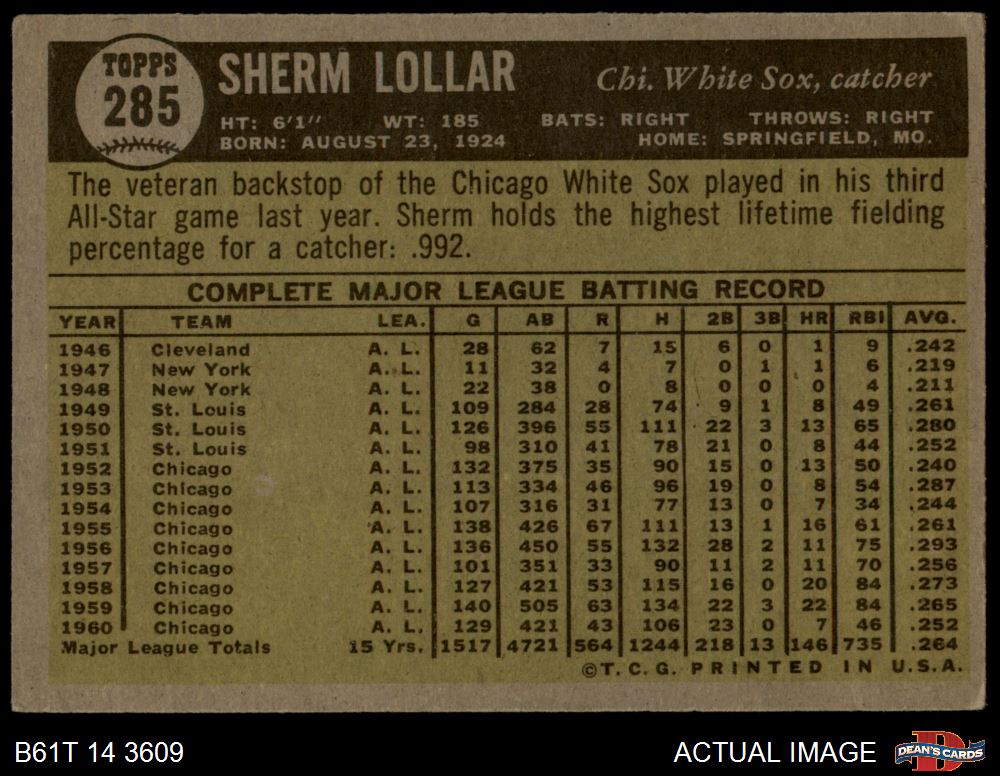 TOPPS
285
SHERM LOLLAR Chi. White Sox, catcher
HT: 6'1" WT: 185 BATS: RIGHT THROWS: RIGHT
BORN: AUGUST 23, 1924 HOME: SPRINGFIELD, MO.
The veteran backstop of the Chicago White Sox played in his third
All-Star game last year. Sherm holds the highest lifetime fielding
percentage for a catcher: .992.
COMPLETE MAJOR LEAGUE BATTING RECORD
YEAR TEAM LEA. G AB R H 2B 3B HR RBI AVG.
1946 Cleveland A. L. 28 62 7 15 6 0 1 9 .242
1947 New York A. L. 11 32 4 7 0 1 1 6 .219
1948 New York A. L. 22 38 0 8 0 0 0 4 .211
1949 St. Louis A. L. 109 284 28 74 9 1 8 49 .261
1950 St. Louis A. L. 126 396 55 111 22 3 13 65 .280
1951 St. Louis A. L. 98 310 41 78 21 0 8 44 .252
1952 Chicago A. L. 132 375 35 90 15 0 13 50 .240
1953 Chicago A. L. 113 334 46 96 19 0 8 54 .287
1954 Chicago A. L. 107 316 31 77 13 0 7 34 .244
1955 Chicago A. L. 138 426 67 111 13 1 16 61 .261
1956 Chicago A. L. 136 450 55 132 28 2 11 75 .293
1957 Chicago A. L. 101 351 33 90 11 2 11 70 .256
1958 Chicago A. L. 127 421 53 115 16 0 20 84 .273
1959 Chicago A. L. 140 505 63 134 22 3 22 84 .265
1960 Chicago A. L. 129 421 43 106 23 0 7 46 .252
Major League Totals 15 Yrs. 1517 4721 564 1244 218 13 146 735 .264
©T. C. G. PRINTED IN U.S.A.
B61T 14 3609 ACTUAL IMAGE DEAN'S CARDS